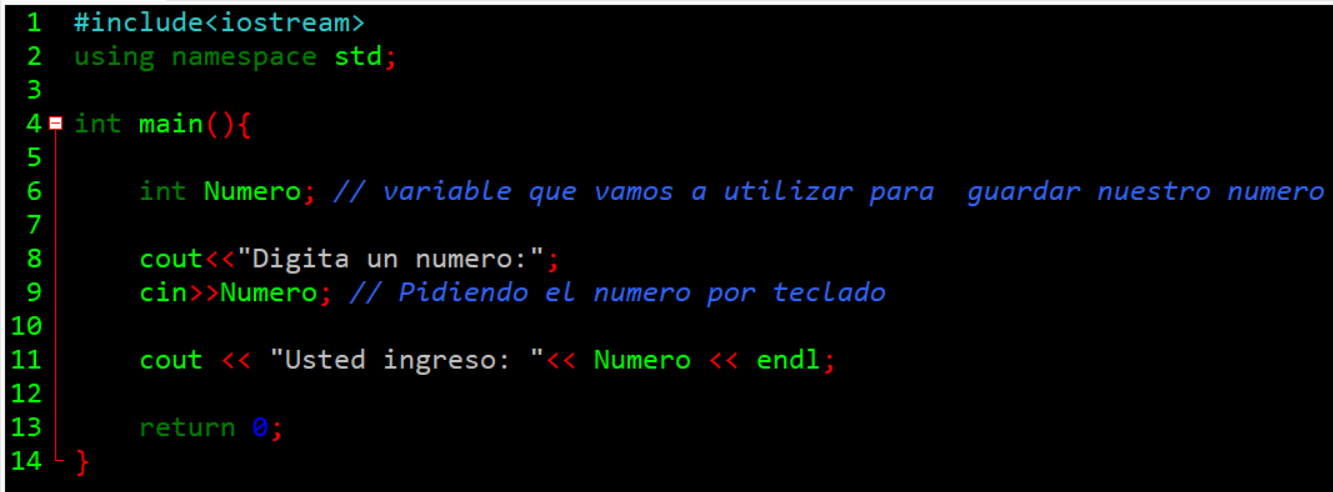 1 #include<iostream>
2 using namespace std;
3
4 int main(){
5
6 int Numero; // variable que vamos a utilizar para  guardar nuestro numero
7
8 cout<<"Digita un numero:";
9 cin>>Numero; // Pidiendo el numero por teclado
10
11 cout << "Usted ingreso: "<< Numero << endl;
12
13 return 0;
14 }